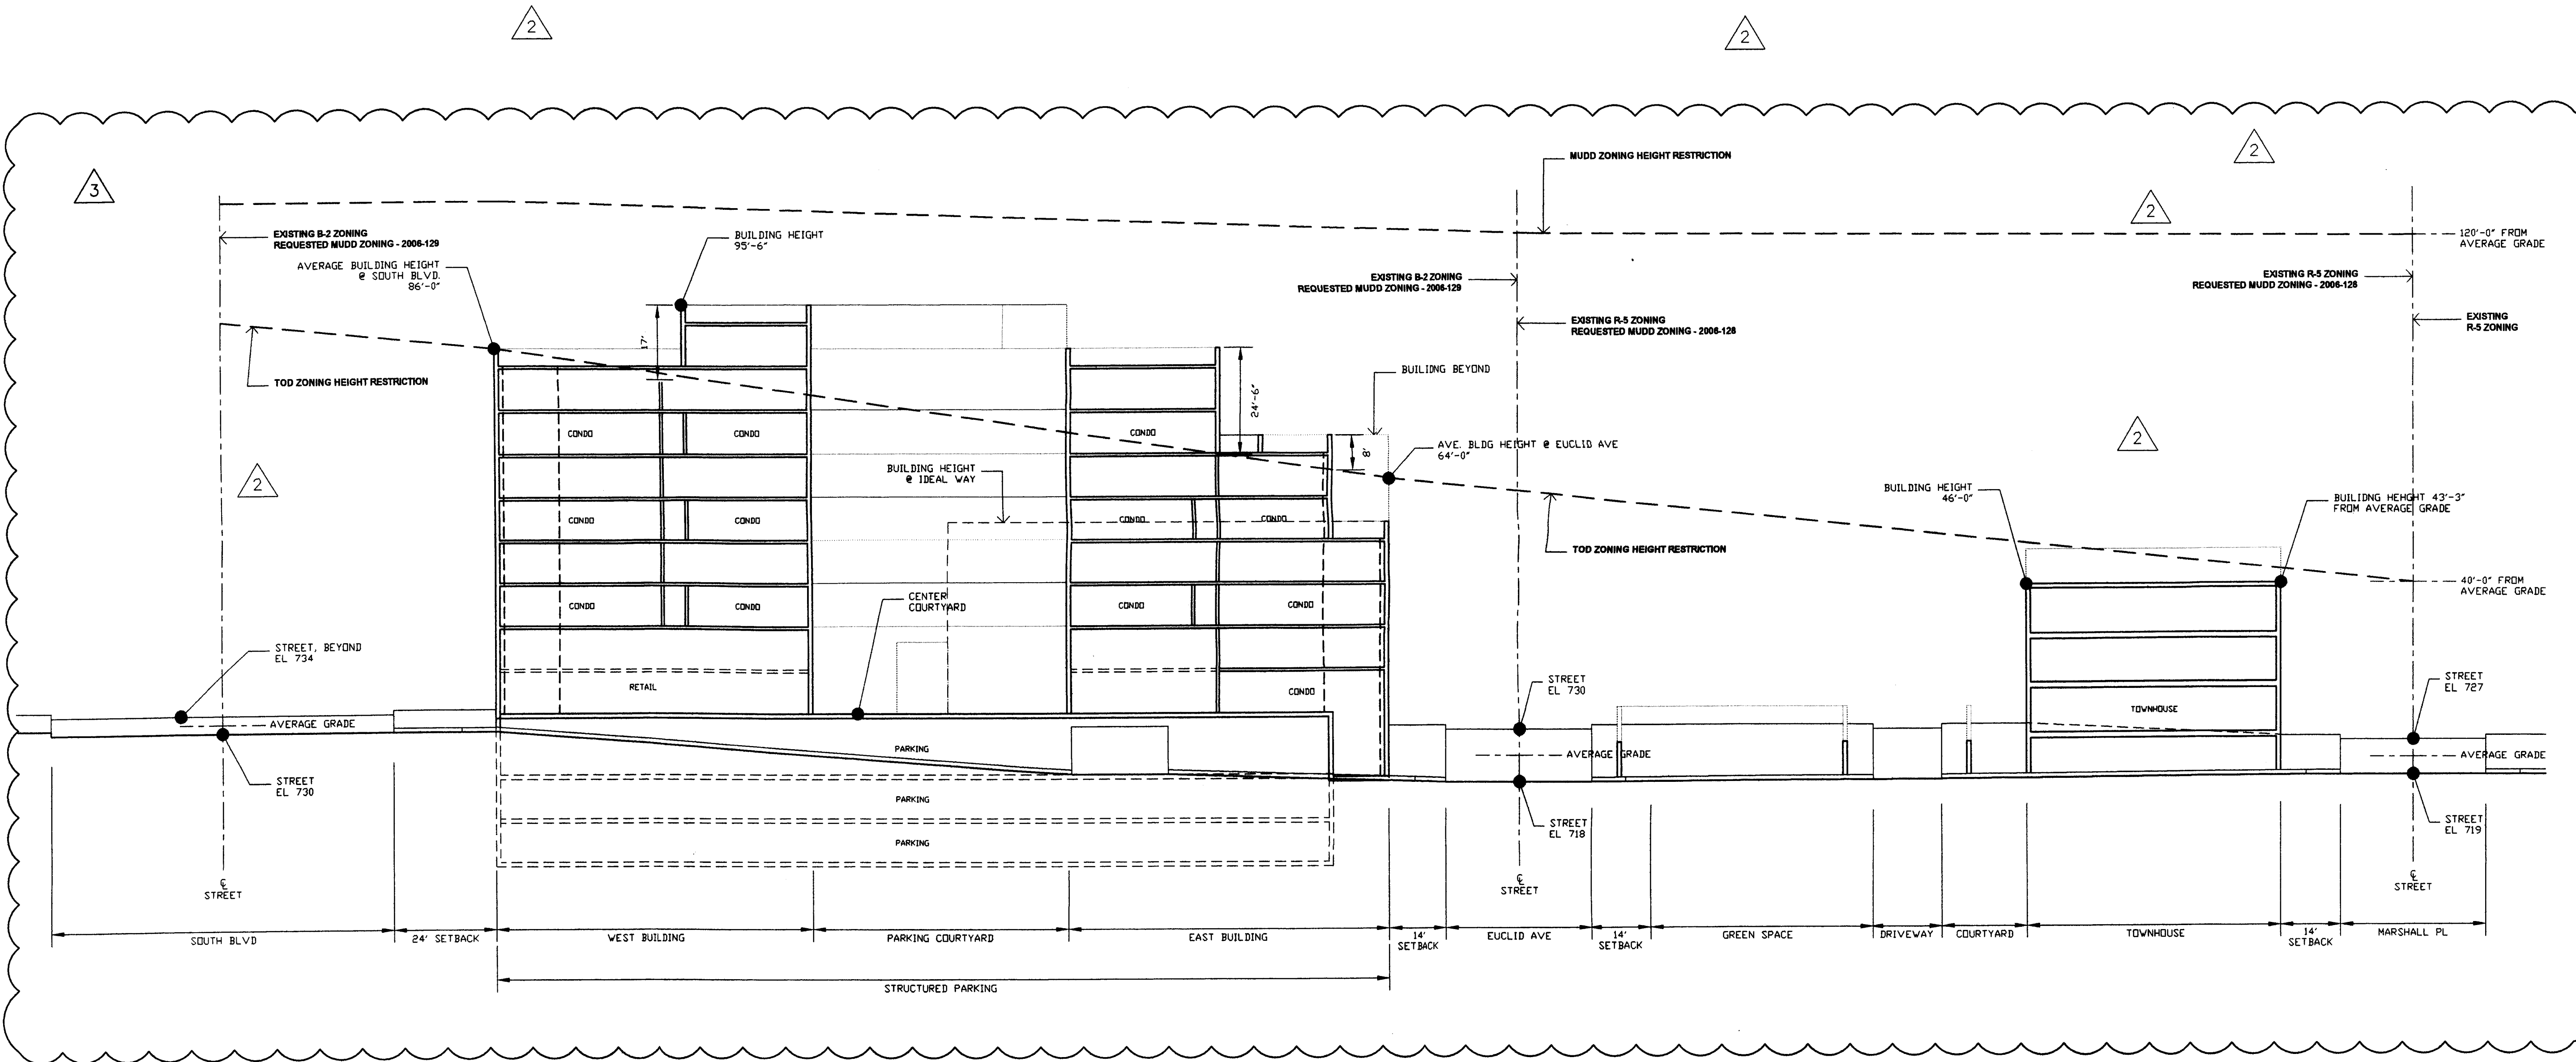 2
2
2
3
MUDD ZONING HEIGHT RESTRICTION
2
EXISTING B-2 ZONING
REQUESTED MUDD ZONING - 2006-129
BUILDING HEIGHT
95'-6"
120'-0" FROM
AVERAGE GRADE
AVERAGE BUILDING HEIGHT
@ SOUTH BLVD.
86'-0"
EXISTING B-2 ZONING
REQUESTED MUDD ZONING - 2006-129
EXISTING R-5 ZONING
REQUESTED MUDD ZONING - 2006-128
EXISTING R-5 ZONING
REQUESTED MUDD ZONING - 2006-128
EXISTING
R-5 ZONING
17'
TOD ZONING HEIGHT RESTRICTION
BUILIDNG BEYOND
24'-6"
8'
2
CONDO
CONDO
CONDO
AVE. BLDG HEIGHT @ EUCLID AVE
64'-0"
2
BUILDING HEIGHT
@ IDEAL WAY
BUILDING HEIGHT
46'-0"
BUILIDNG HEHGHT 43'-3"
FROM AVERAGE GRADE
CONDO
CONDO
CONDO
CONDO
TOD ZONING HEIGHT RESTRICTION
40'-0" FROM
AVERAGE GRADE
CONDO
CONDO
CENTER
COURTYARD
CONDO
CONDO
STREET, BEYOND
EL 734
RETAIL
CONDO
STREET
EL 730
STREET
EL 727
TOWNHOUSE
AVERAGE GRADE
PARKING
AVERAGE GRADE
AVERAGE GRADE
STREET
EL 730
PARKING
STREET
EL 718
STREET
EL 719
PARKING
℄
STREET
℄
STREET
℄
STREET
SOUTH BLVD
24' SETBACK
WEST BUILDING
PARKING COURTYARD
EAST BUILDING
14'
SETBACK
EUCLID AVE
14'
SETBACK
GREEN SPACE
DRIVEWAY
COURTYARD
TOWNHOUSE
14'
SETBACK
MARSHALL PL
STRUCTURED PARKING